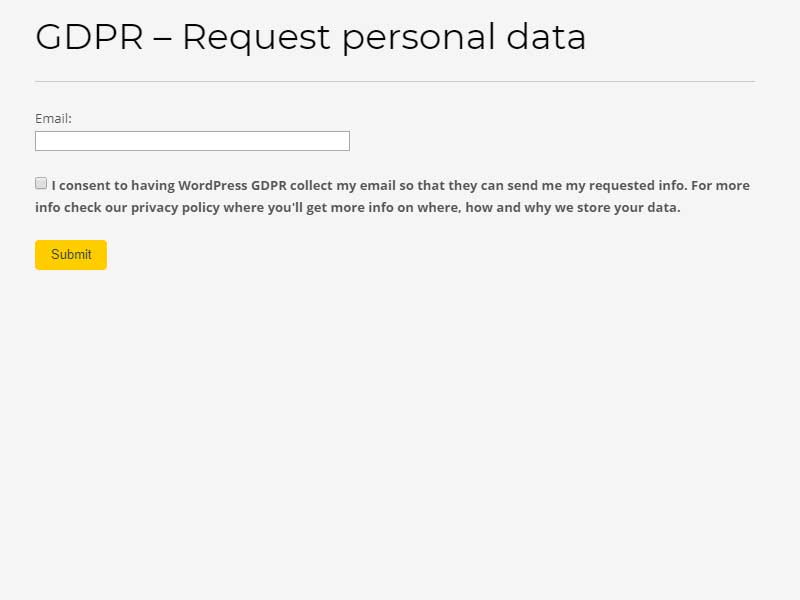 GDPR – Request personal data
Email:
I consent to having WordPress GDPR collect my email so that they can send me my requested info. For more
info check our privacy policy where you'll get more info on where, how and why we store your data.
Submit